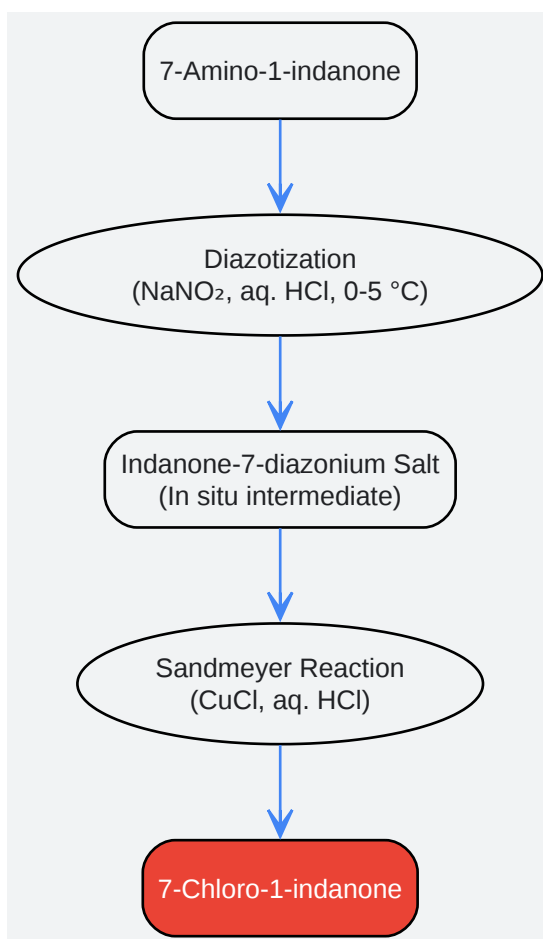 7-Amino-1-indanone
Diazotization
(NaNO₂, aq. HCl, 0-5 °C)
Indanone-7-diazonium Salt
(In situ intermediate)
Sandmeyer Reaction
(CuCl, aq. HCl)
7-Chloro-1-indanone